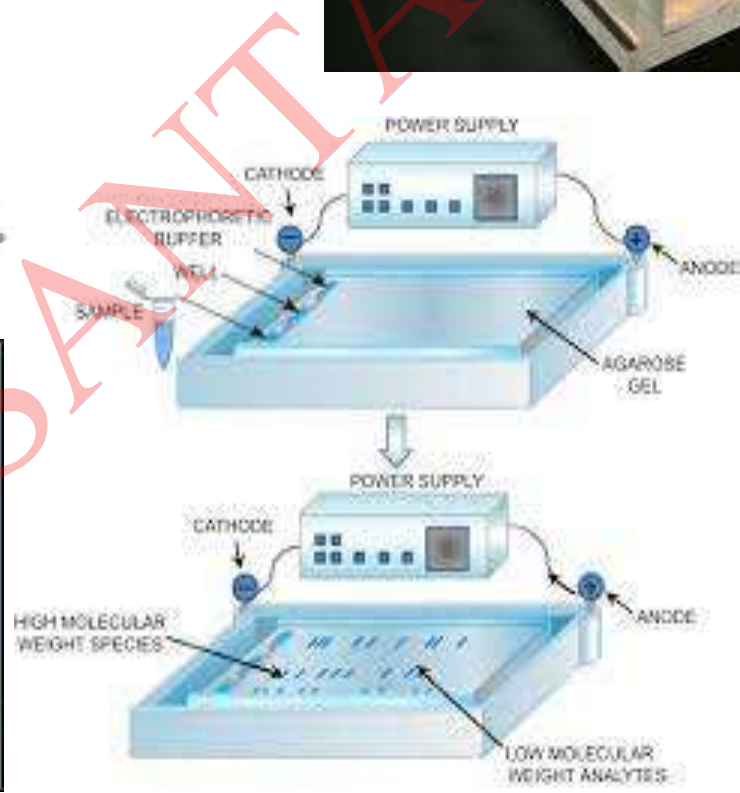 POWER SUPPLY
CATHODE
ELECTROPHORETIC
BUFFER
WELL
SAMPLE
ANODE
AGAROSE
GEL
POWER SUPPLY
CATHODE
HIGH MOLECULAR
WEIGHT SPECIES
ANODE
LOW MOLECULAR
WEIGHT ANALYTES
SANTA